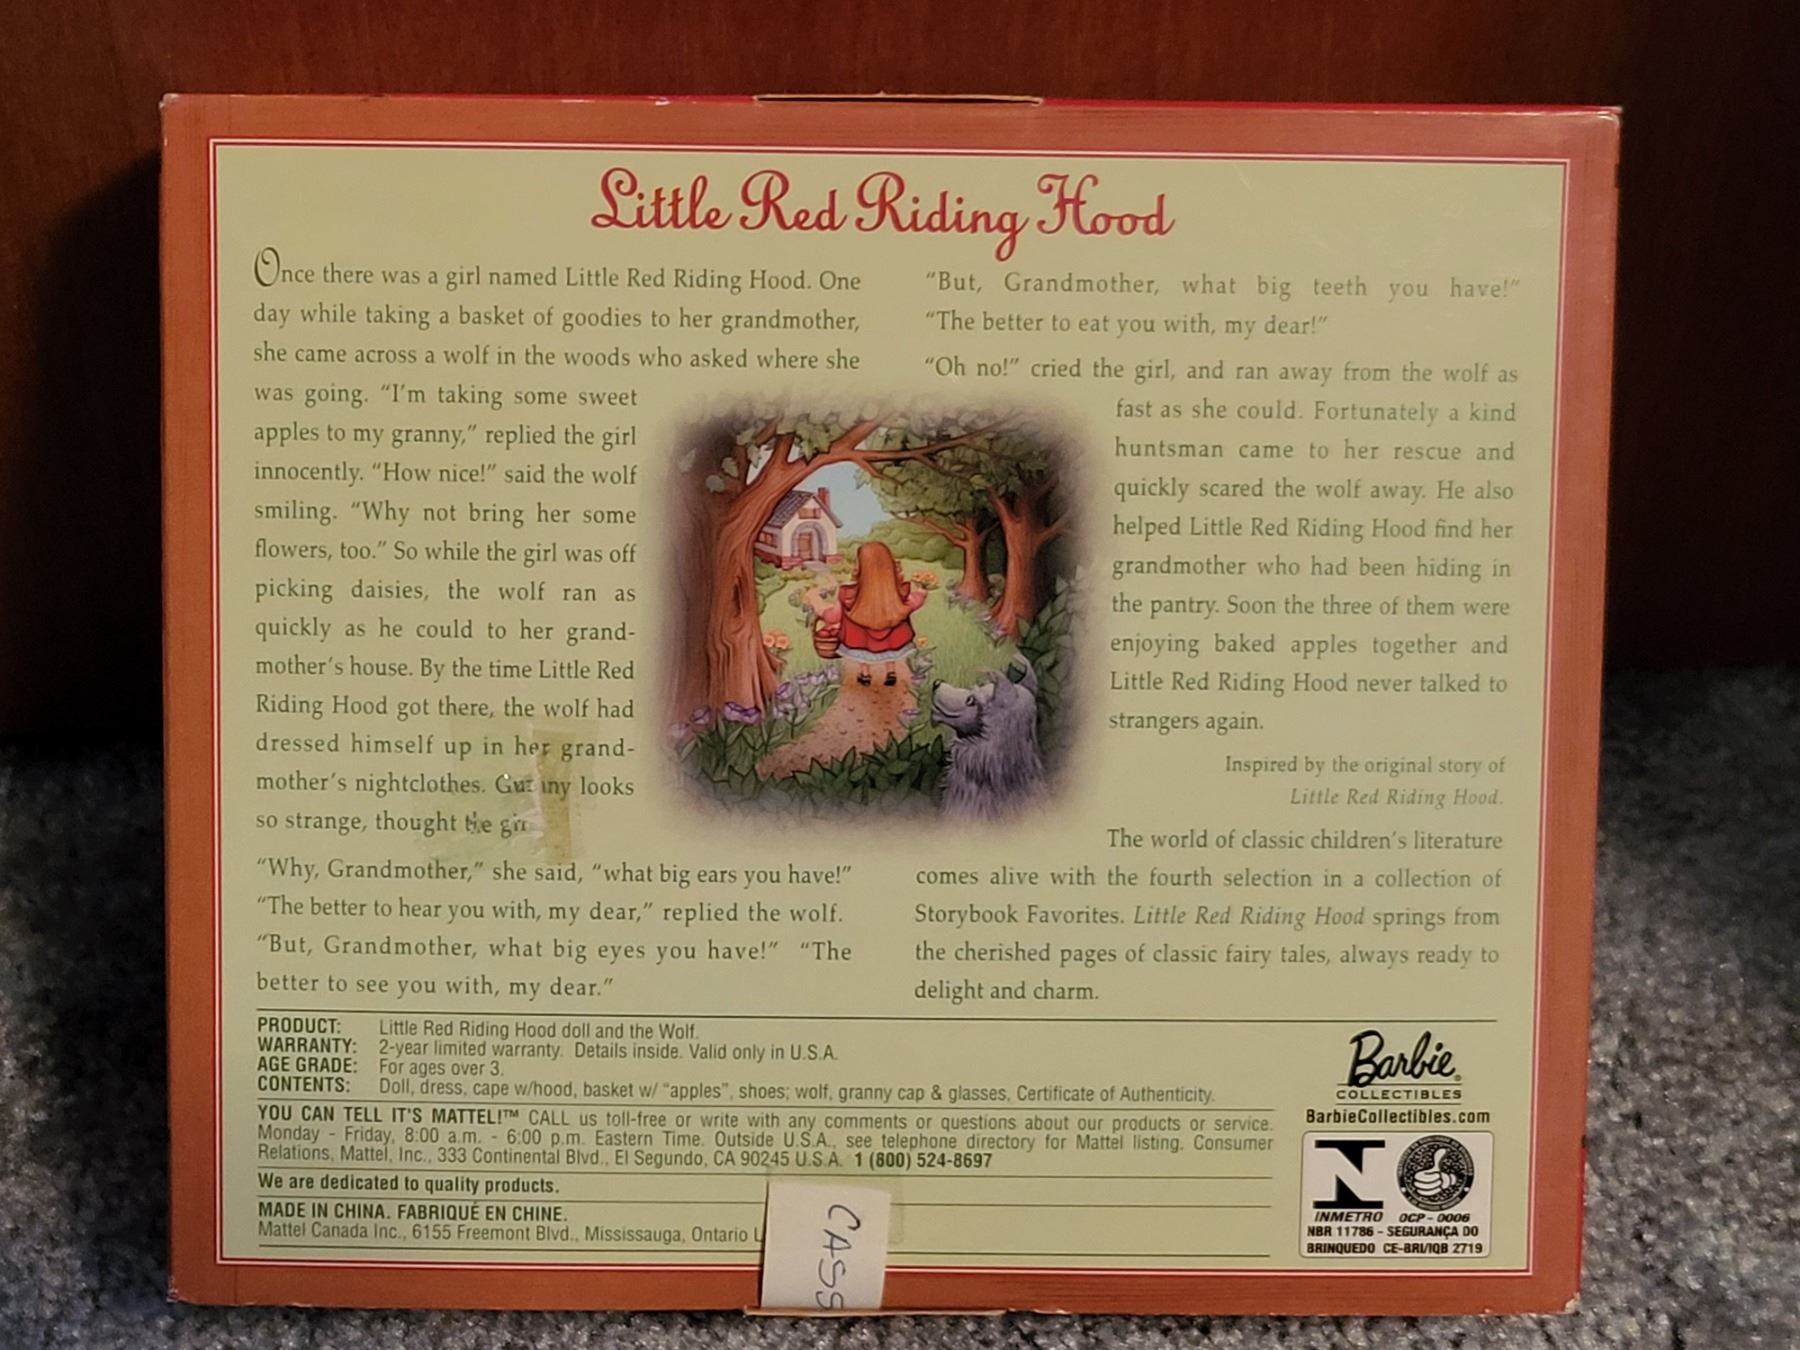 Little Red Riding Hood
Once there was a girl named Little Red Riding Hood. One
day while taking a basket of goodies to her grandmother,
she came across a wolf in the woods who asked where she
was going. “I’m taking some sweet
apples to my granny,” replied the girl
innocently. “How nice!” said the wolf
smiling. “Why not bring her some
flowers, too.” So while the girl was off
picking daisies, the wolf ran as
quickly as he could to her grand-
mother’s house. By the time Little Red
Riding Hood got there, the wolf had
dressed himself up in her grand-
mother’s nightclothes. looks
so strange, thought the
“Why, Grandmother,” she said, “what big ears you have!”
“The better to hear you with, my dear,” replied the wolf.
“But, Grandmother, what big eyes you have!” “The
better to see you with, my dear.”
“But, Grandmother, what big teeth you have!”
“The better to eat you with, my dear!”
“Oh no!” cried the girl, and ran away from the wolf as
fast as she could. Fortunately a kind
huntsman came to her rescue and
quickly scared the wolf away. He also
helped Little Red Riding Hood find her
grandmother who had been hiding in
the pantry. Soon the three of them were
enjoying baked apples together and
Little Red Riding Hood never talked to
strangers again.
Inspired by the original story of
Little Red Riding Hood.
The world of classic children’s literature
comes alive with the fourth selection in a collection of
Storybook Favorites. Little Red Riding Hood springs from
the cherished pages of classic fairy tales, always ready to
delight and charm.
PRODUCT: Little Red Riding Hood doll and the Wolf.
WARRANTY: 2-year limited warranty. Details inside. Valid only in U.S.A.
AGE GRADE: For ages over 3.
CONTENTS: Doll, dress, cape w/hood, basket w/ “apples”, shoes; wolf, granny cap & glasses, Certificate of Authenticity.
YOU CAN TELL IT'S MATTEL!™ CALL us toll-free or write with any comments or questions about our products or service.
Monday - Friday, 8:00 a.m. - 6:00 p.m. Eastern Time. Outside U.S.A., see telephone directory for Mattel listing. Consumer
Relations, Mattel, Inc., 333 Continental Blvd., El Segundo, CA 90245 U.S.A. 1 (800) 524-8697
We are dedicated to quality products.
MADE IN CHINA. FABRIQUÉ EN CHINE.
Mattel Canada Inc., 6155 Freemont Blvd., Mississauga, Ontario L
CASS
Barbie®
COLLECTIBLES
BarbieCollectibles.com
INMETRO OCP - 0006
NBR 11786 - SEGURANÇA DO
BRINQUEDO CE-BRI/IQB 2719